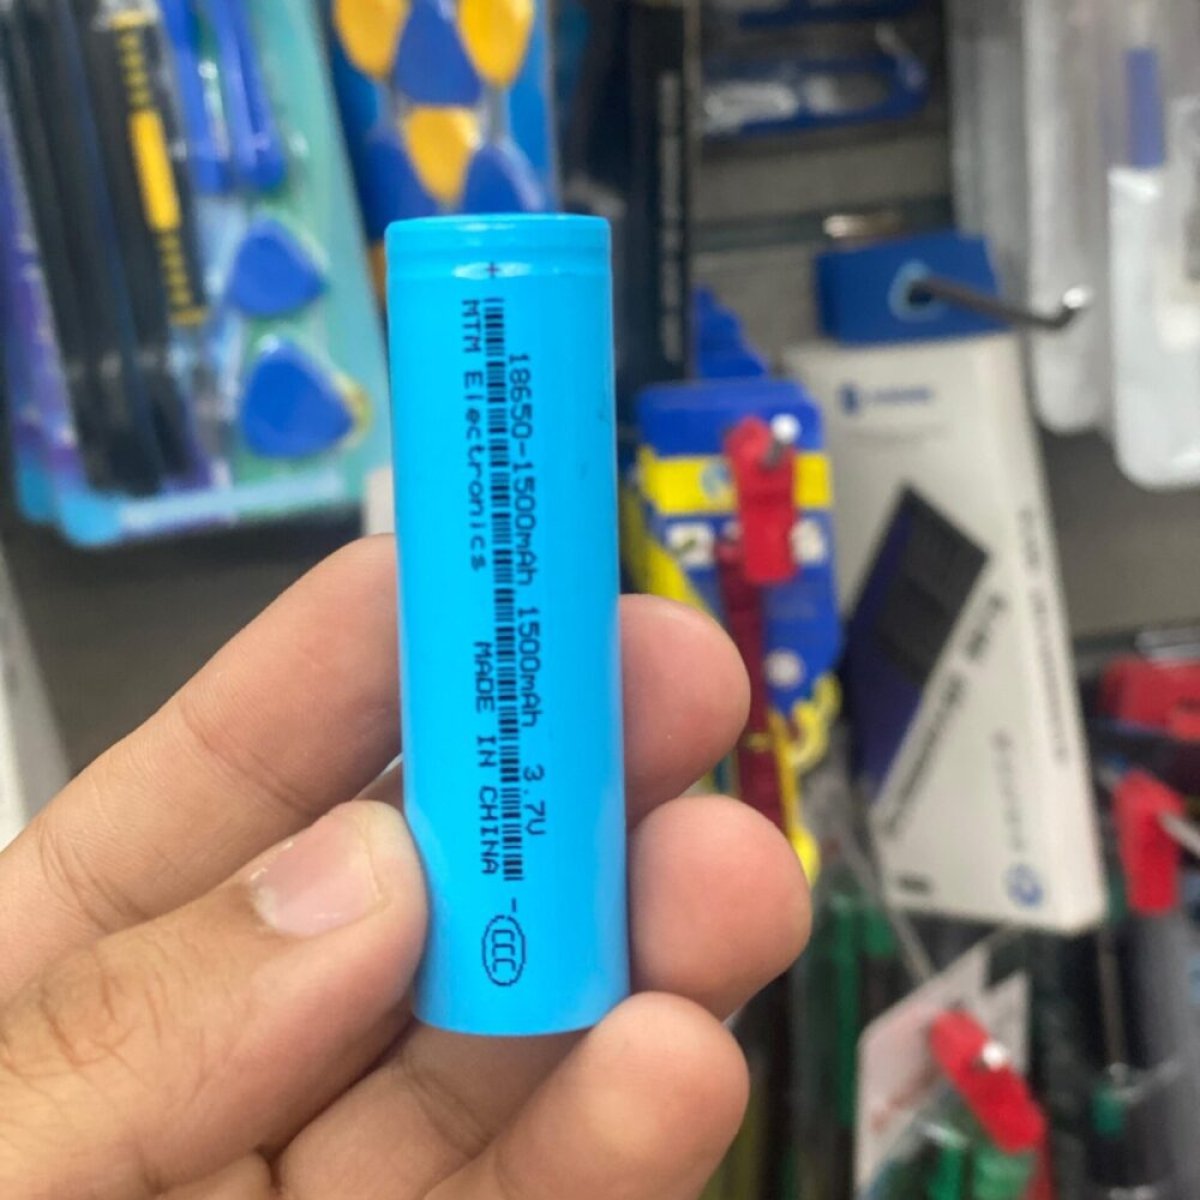 +
18650-1500mAh 1500mAh 3.7V
MTM Electronics MADE IN CHINA
-
CCC